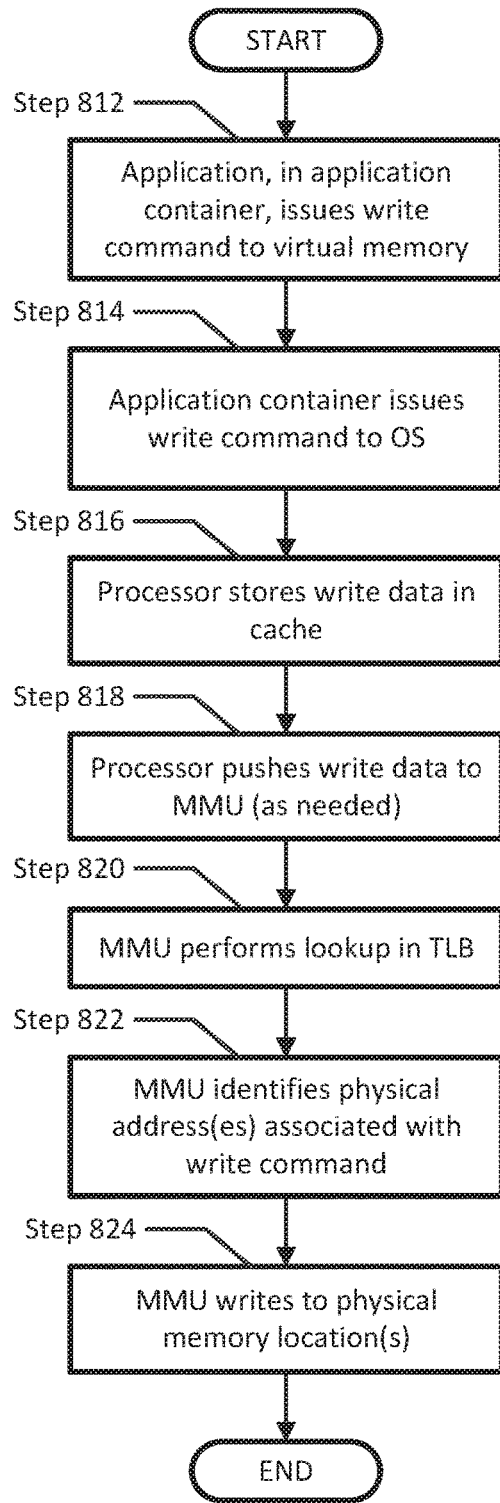 START
Step 812
Application, in application
container, issues write
command to virtual memory
Step 814
Application container issues
write command to OS
Step 816
Processor stores write data in
cache
Step 818
Processor pushes write data to
MMU (as needed)
Step 820
MMU performs lookup in TLB
Step 822
MMU identifies physical
address(es) associated with
write command
Step 824
MMU writes to physical
memory location(s)
END